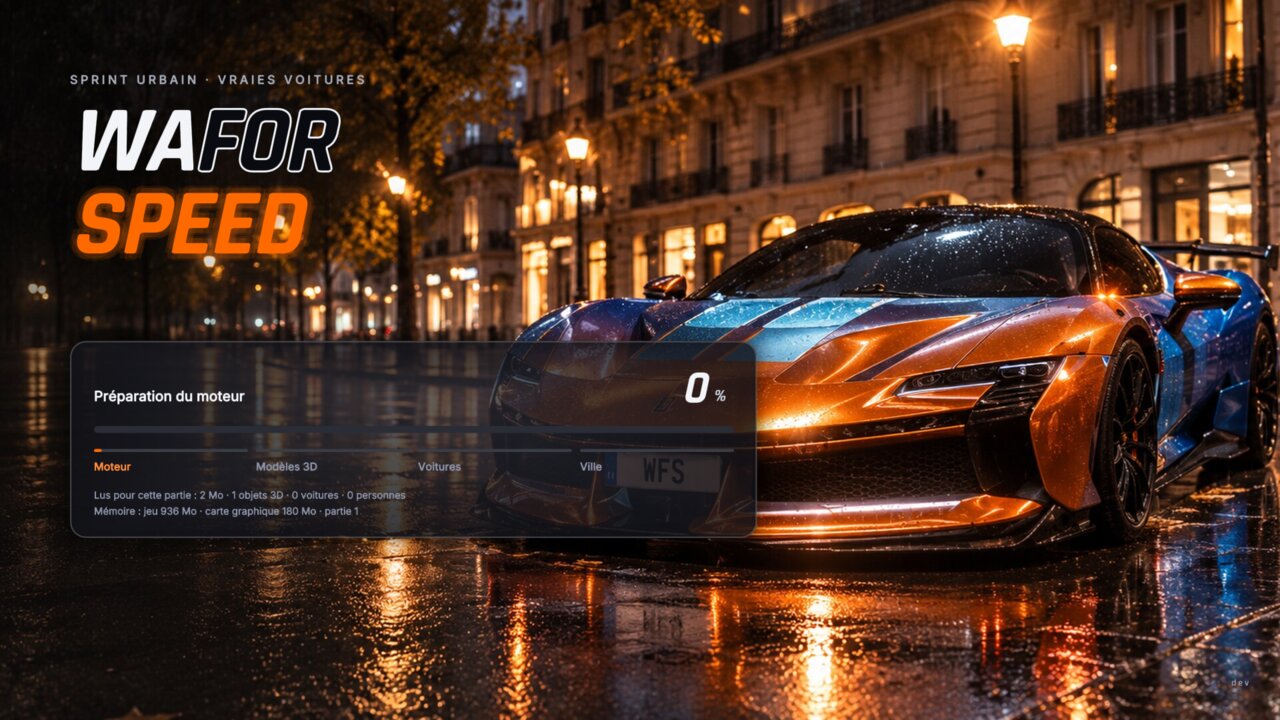 SPRINT URBAIN · VRAIES VOITURES
WAFOR
SPEED
Préparation du moteur
0 %
Moteur
Modèles 3D
Voitures
Ville
WFS
Lus pour cette partie : 2 Mo · 1 objets 3D · 0 voitures · 0 personnes
Mémoire : jeu 936 Mo · carte graphique 180 Mo · partie 1
dev